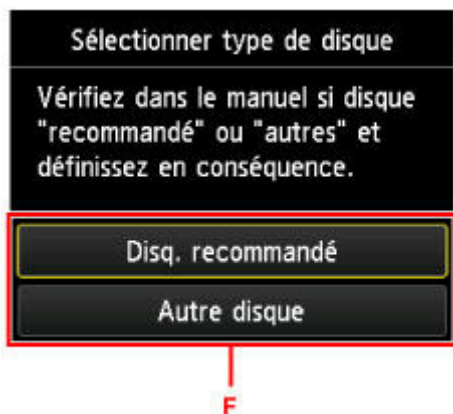 Sélectionner type de disque
Vérifiez dans le manuel si disque
"recommandé" ou "autres" et
définissez en conséquence.
Disq. recommandé
Autre disque
F